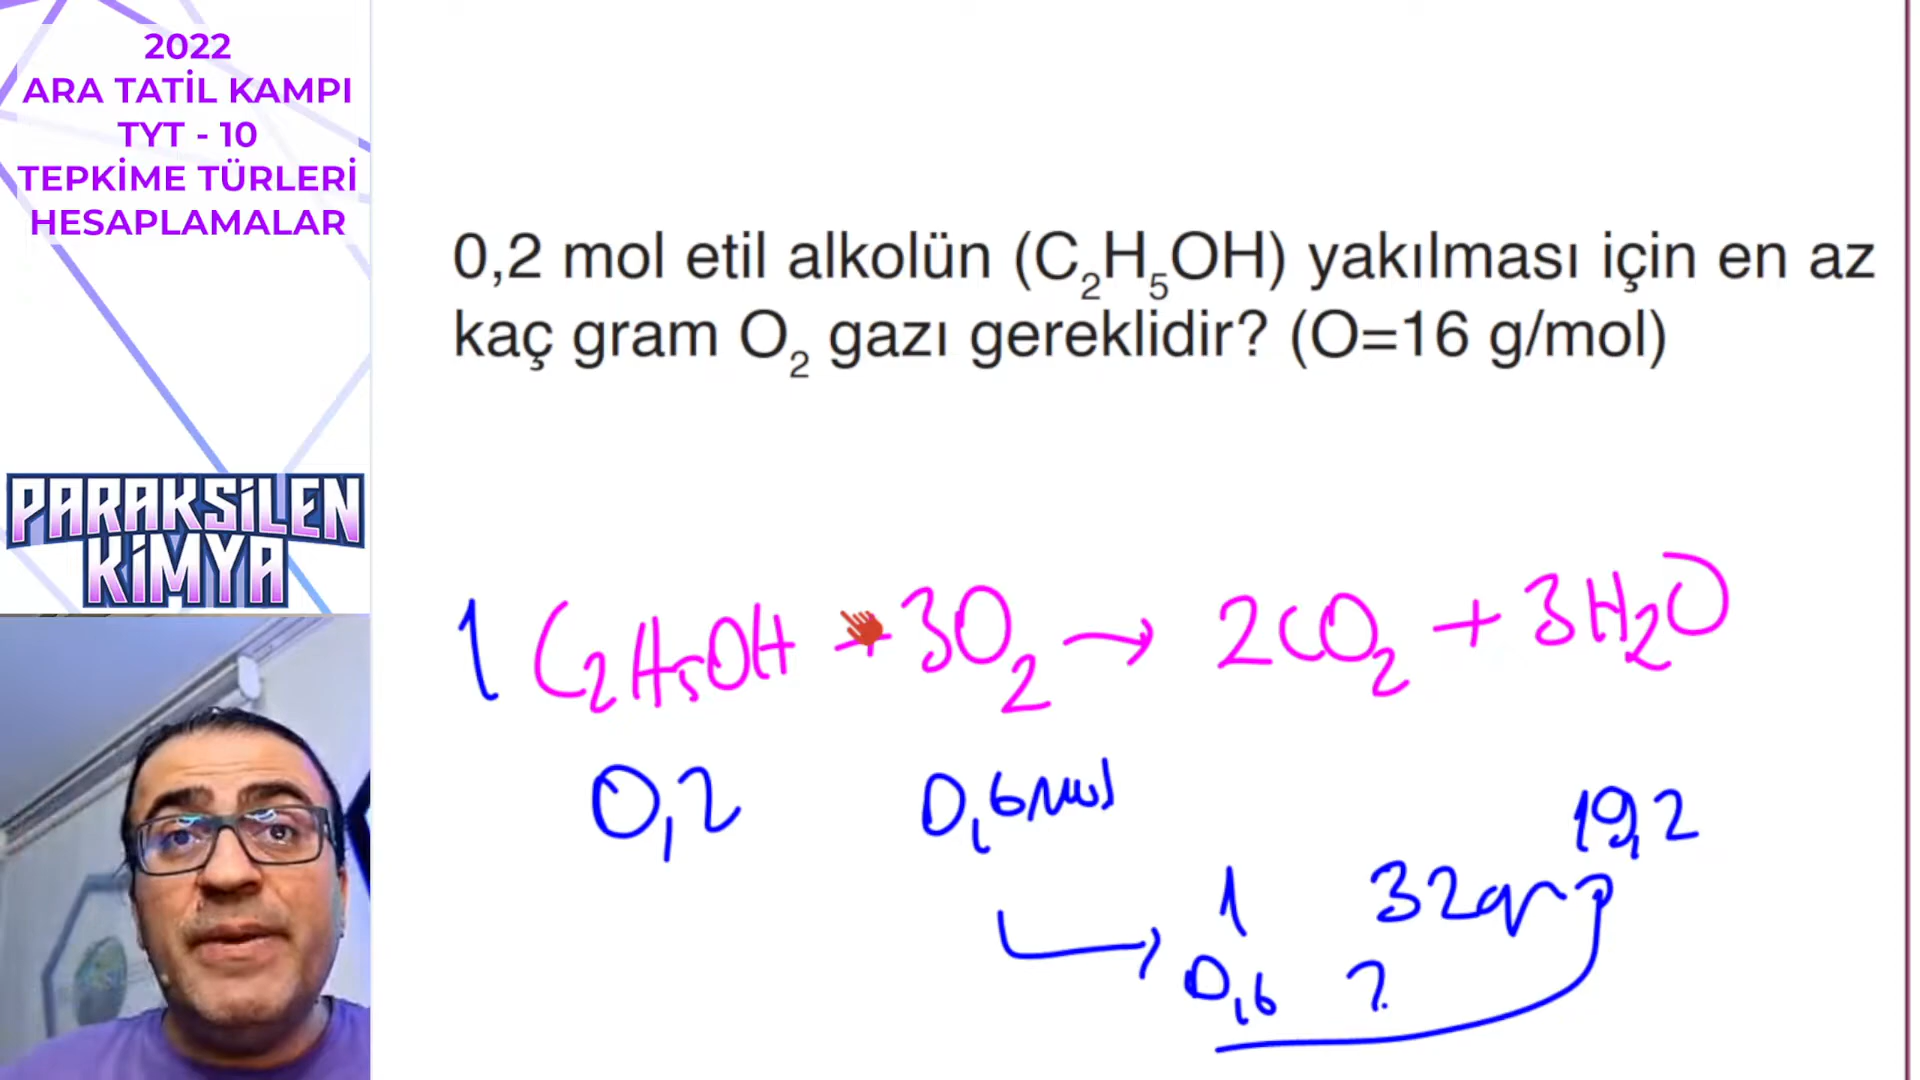 2022
ARA TATİL KAMPI
TYT - 10
TEPKİME TÜRLERİ
HESAPLAMALAR
PARAKSİLEN
KİMYA
0,2 mol etil alkolün (C₂H₅OH) yakılması için en az
kaç gram O₂ gazı gereklidir? (O=16 g/mol)
1 C₂H₅OH + 3O₂ → 2CO₂ + 3H₂O
0,2 0,6 mol
19,2
1 32gr
0,6 ?